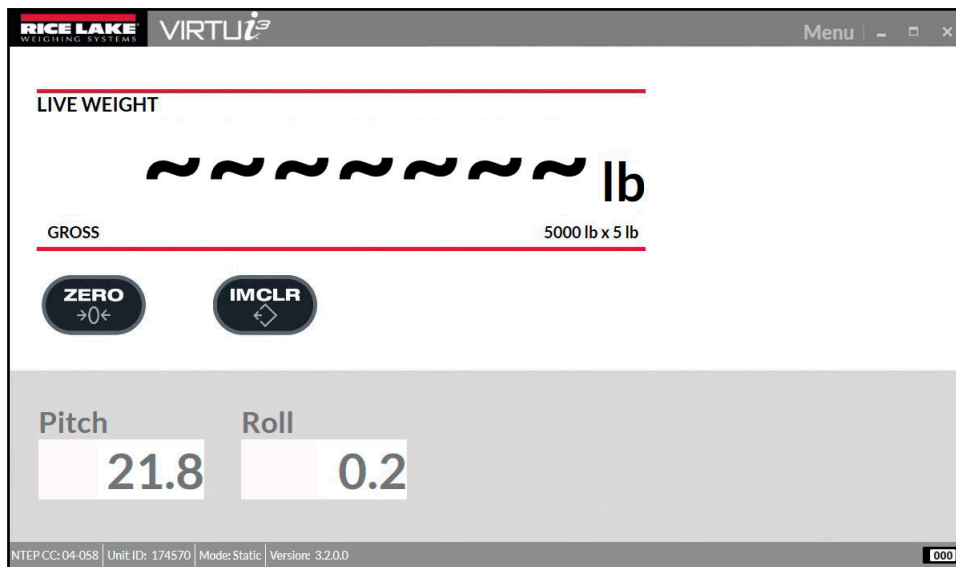 RICE LAKE
WEIGHING SYSTEMS
VIRTUi3
Menu
LIVE WEIGHT
~~~~~~~ lb
GROSS 5000 lb x 5 lb
ZERO IMCLR
→0←
Pitch Roll
21.8 0.2
NTEP CC: 04-058 Unit ID: 174570 Mode: Static Version: 3.2.0.0 000